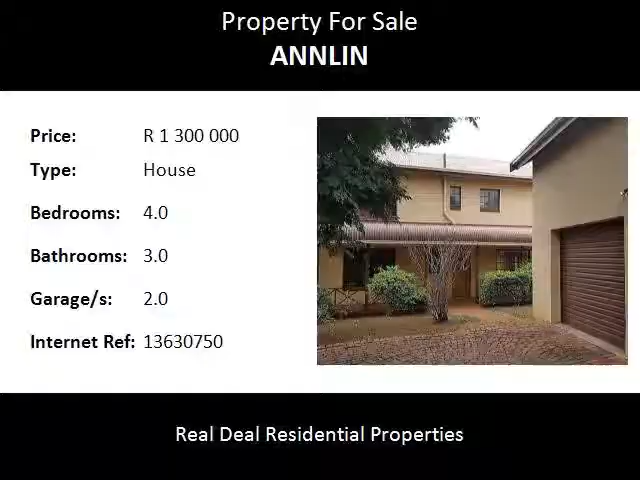 Property For Sale
ANNLIN
Price: R 1 300 000
Type: House
Bedrooms: 4.0
Bathrooms: 3.0
Garage/s: 2.0
Internet Ref: 13630750
Real Deal Residential Properties